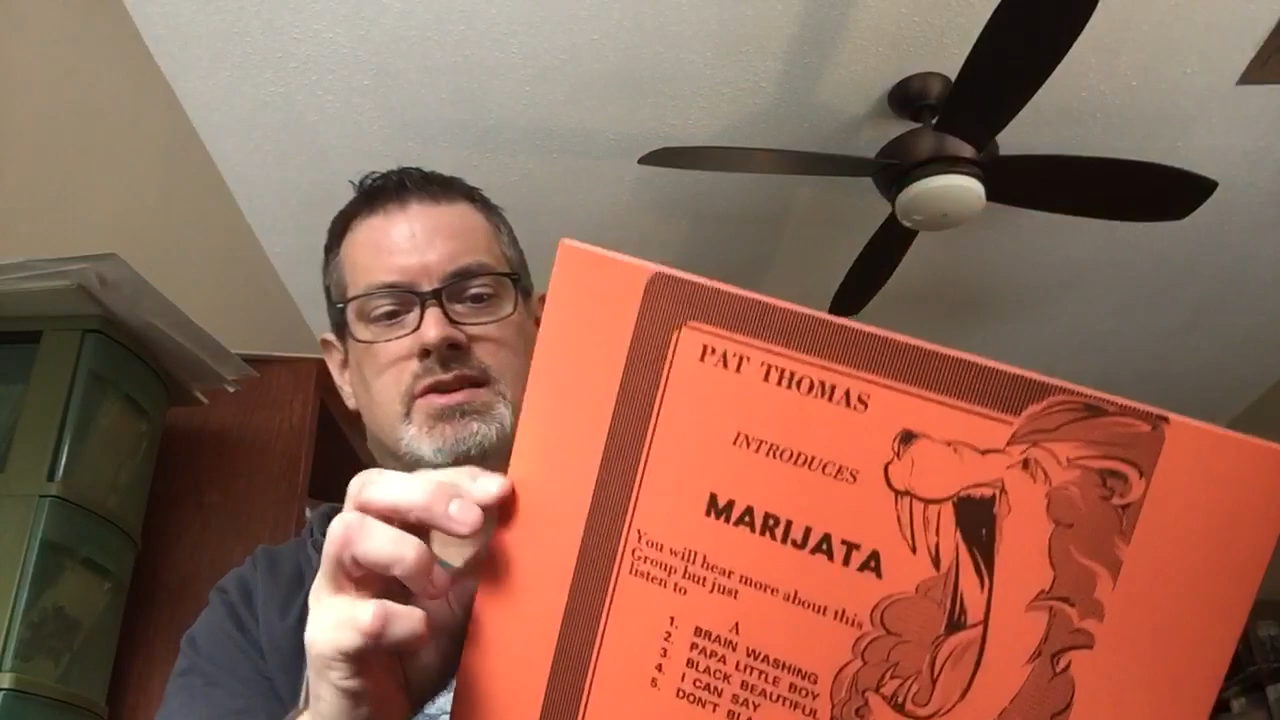 PAT THOMAS
INTRODUCES
MARIJATA
You will hear more about this
Group but just
listen to
A
1. BRAIN WASHING
2. PAPA LITTLE BOY
3. BLACK BEAUTIFUL
4. I CAN SAY
5. DON'T